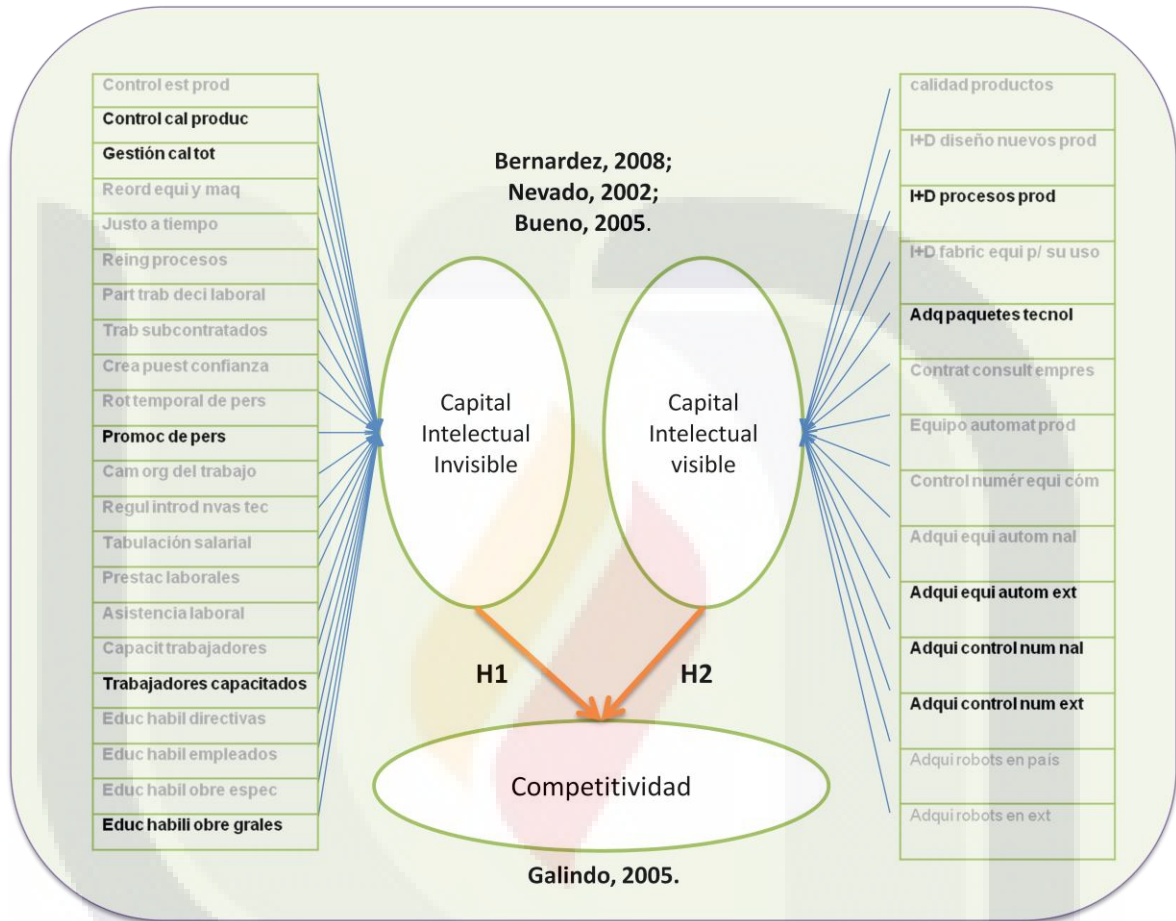 Control est prod
Control cal produc
Gestión cal tot
Reord equi y maq
Justo a tiempo
Reing procesos
Part trab deci laboral
Trab subcontratados
Crea puest confianza
Rot temporal de pers
Promoc de pers
Cam org del trabajo
Regul introd nvas tec
Tabulación salarial
Prestac laborales
Asistencia laboral
Capacit trabajadores
Trabajadores capacitados
Educ habil directivas
Educ habil empleados
Educ habil obre espec
Educ habili obre grales
Bernardez, 2008;
Nevado, 2002;
Bueno, 2005.
Capital
Intelectual
Invisible
Capital
Intelectual
visible
H1
H2
Competitividad
Galindo, 2005.
calidad productos
I+D diseño nuevos prod
I+D procesos prod
I+D fabric equi p/ su uso
Adq paquetes tecnol
Contrat consult empres
Equipo automat prod
Control numér equi cóm
Adqui equi autom nal
Adqui equi autom ext
Adqui control num nal
Adqui control num ext
Adqui robots en país
Adqui robots en ext